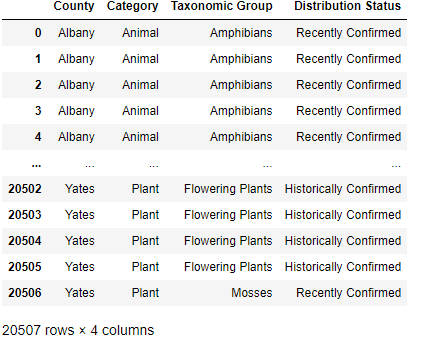 County Category Taxonomic Group Distribution Status
0 Albany Animal Amphibians Recently Confirmed
1 Albany Animal Amphibians Recently Confirmed
2 Albany Animal Amphibians Recently Confirmed
3 Albany Animal Amphibians Recently Confirmed
4 Albany Animal Amphibians Recently Confirmed
... ... ... ... ...
20502 Yates Plant Flowering Plants Historically Confirmed
20503 Yates Plant Flowering Plants Historically Confirmed
20504 Yates Plant Flowering Plants Historically Confirmed
20505 Yates Plant Flowering Plants Historically Confirmed
20506 Yates Plant Mosses Recently Confirmed
20507 rows × 4 columns